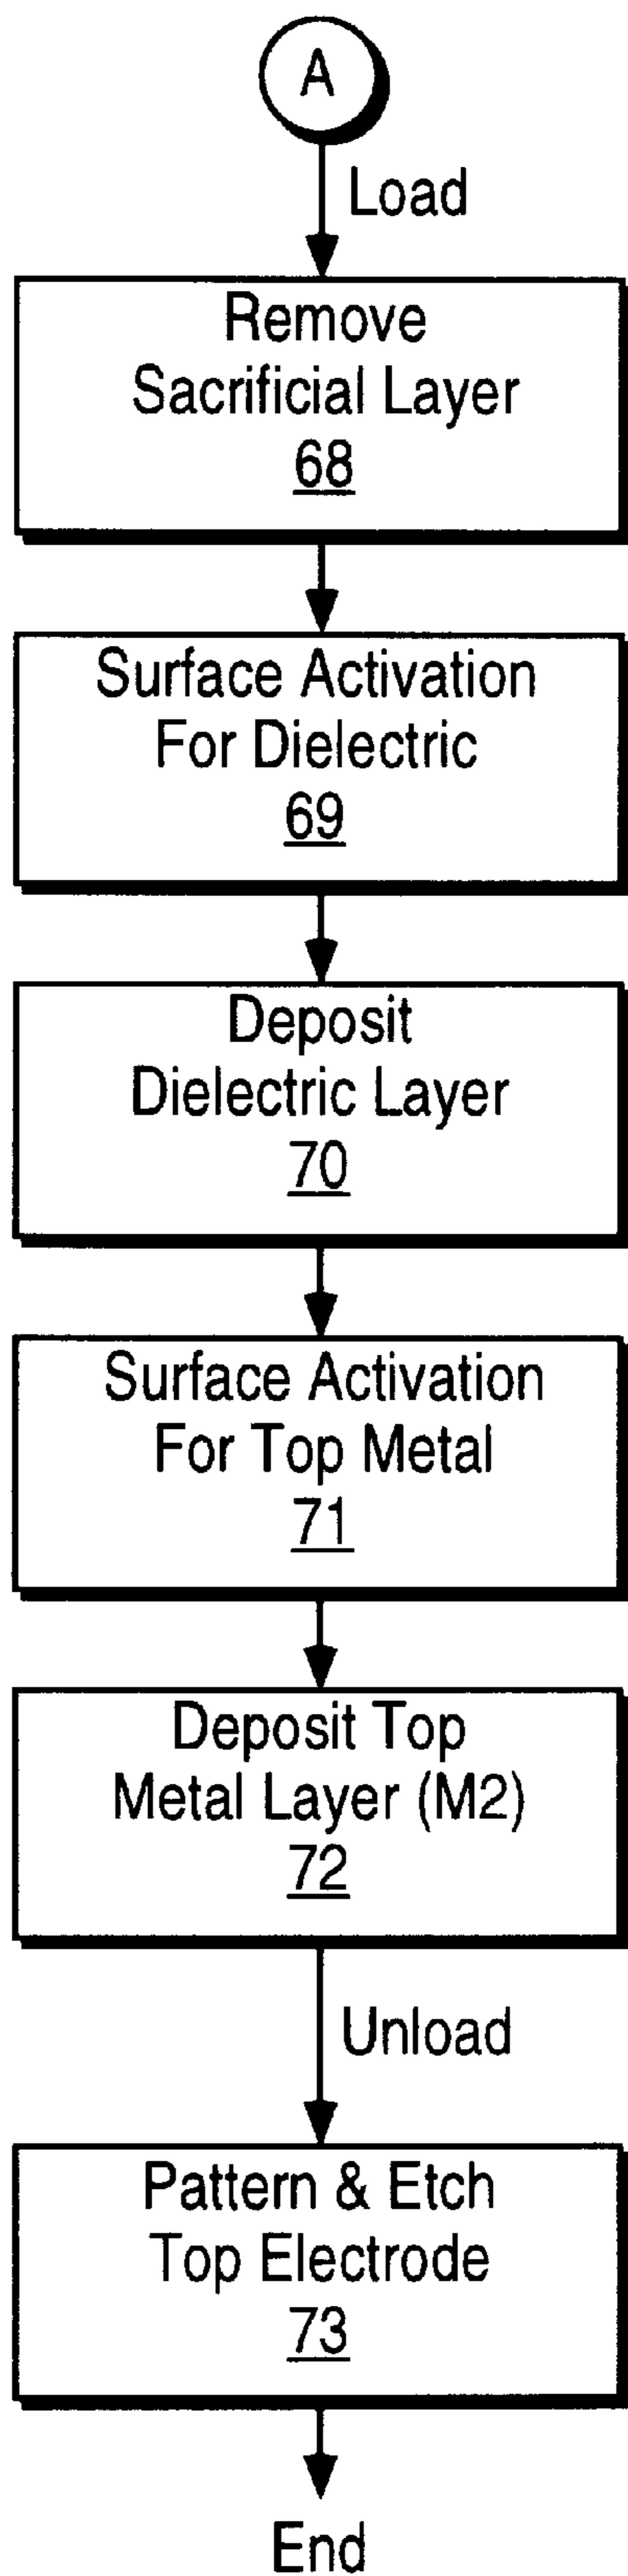 A
Load
Remove
Sacrificial Layer
68
Surface Activation
For Dielectric
69
Deposit
Dielectric Layer
70
Surface Activation
For Top Metal
71
Deposit Top
Metal Layer (M2)
72
Unload
Pattern & Etch
Top Electrode
73
End